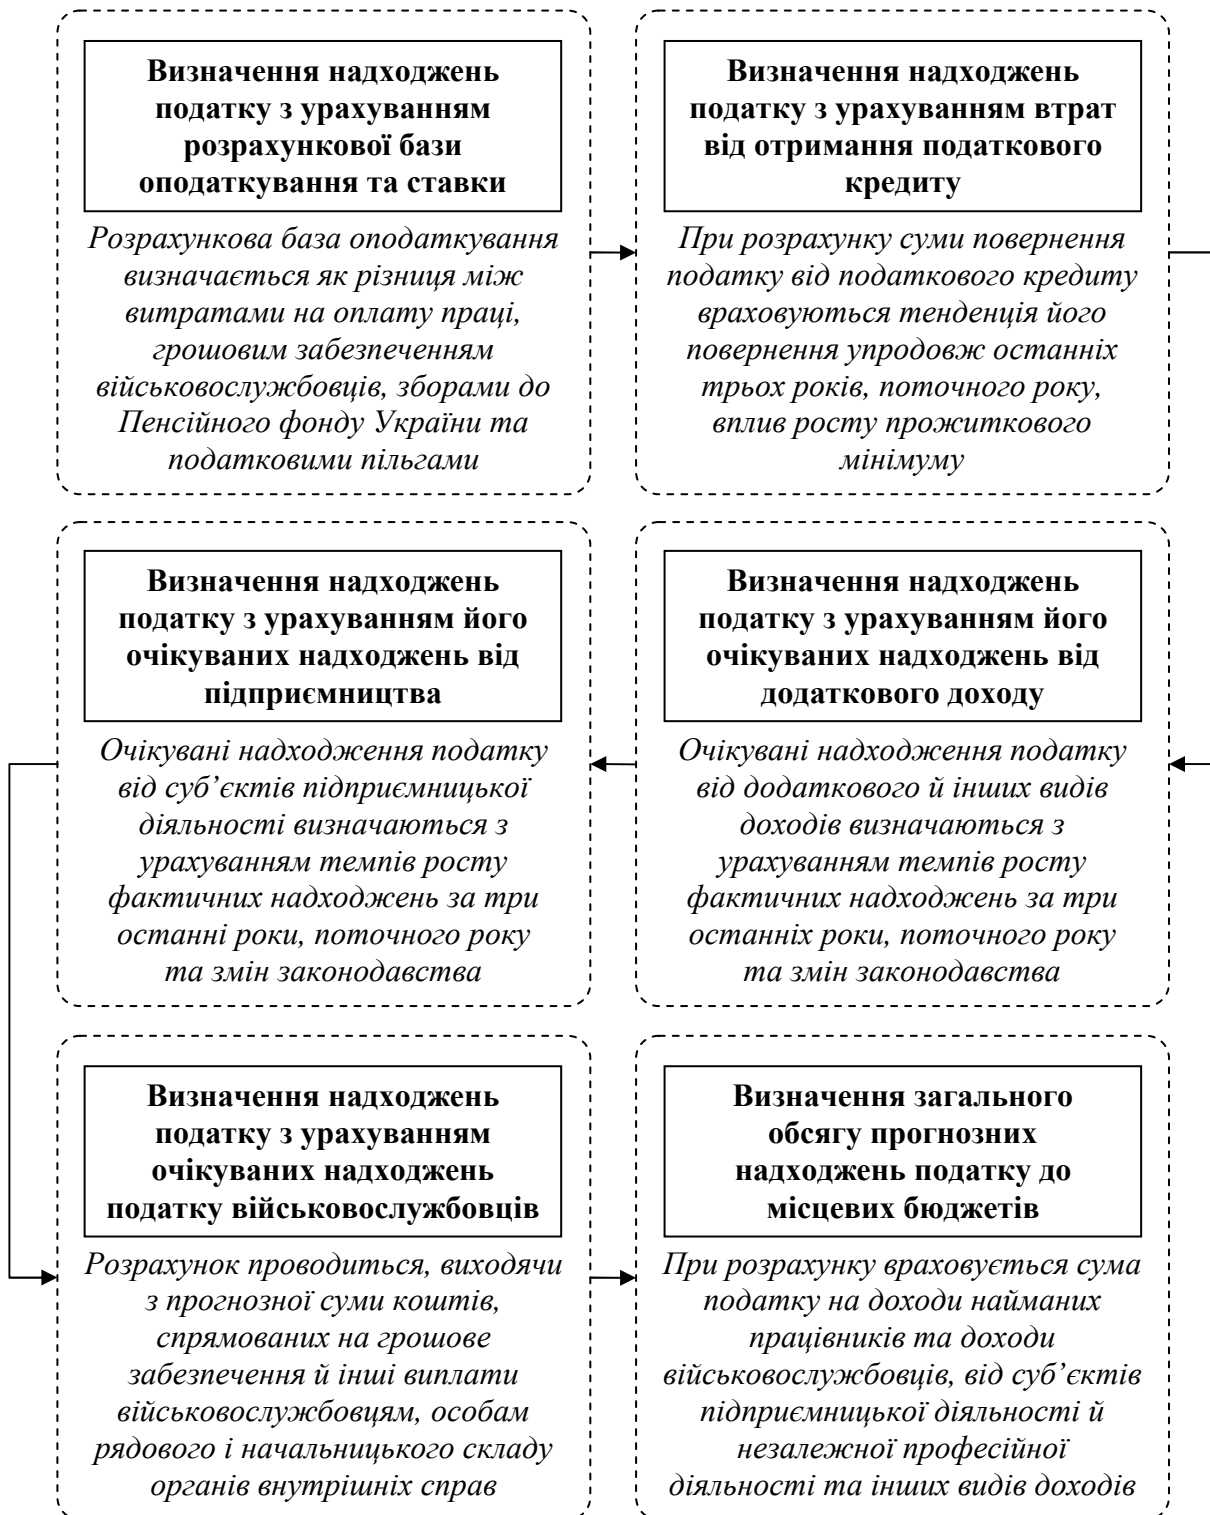 Визначення надходжень
податку з урахуванням
розрахункової бази
оподаткування та ставки
Розрахункова база оподаткування
визначається як різниця між
витратами на оплату праці,
грошовим забезпеченням
військовослужбовців, зборами до
Пенсійного фонду України та
податковими пільгами
Визначення надходжень
податку з урахуванням втрат
від отримання податкового
кредиту
При розрахунку суми повернення
податку від податкового кредиту
враховуються тенденція його
повернення упродовж останніх
трьох років, поточного року,
вплив росту прожиткового
мінімуму
Визначення надходжень
податку з урахуванням його
очікуваних надходжень від
додаткового доходу
Очікувані надходження податку
від додаткового й інших видів
доходів визначаються з
урахуванням темпів росту
фактичних надходжень за три
останніх роки, поточного року
та змін законодавства
Визначення надходжень
податку з урахуванням його
очікуваних надходжень від
підприємництва
Очікувані надходження податку
від суб’єктів підприємницької
діяльності визначаються з
урахуванням темпів росту
фактичних надходжень за три
останні роки, поточного року
та змін законодавства
Визначення надходжень
податку з урахуванням
очікуваних надходжень
податку військовослужбовців
Розрахунок проводиться, виходячи
з прогнозної суми коштів,
спрямованих на грошове
забезпечення й інші виплати
військовослужбовцям, особам
рядового і начальницького складу
органів внутрішніх справ
Визначення загального
обсягу прогнозних
надходжень податку до
місцевих бюджетів
При розрахунку враховується сума
податку на доходи найманих
працівників та доходи
військовослужбовців, від суб’єктів
підприємницької діяльності й
незалежної професійної
діяльності та інших видів доходів